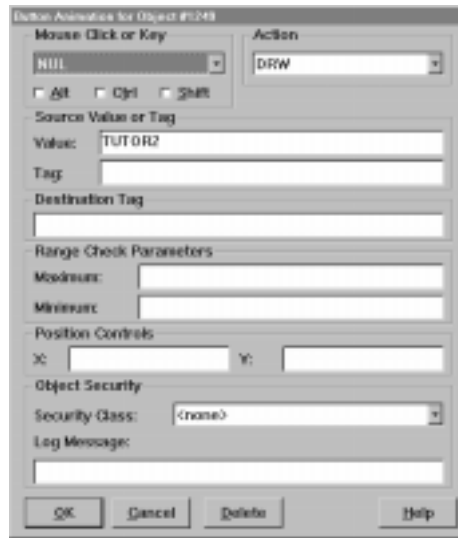 Button Animation for Object #1249
Mouse Click or Key
Action
NUL
DRW
Alt Ctrl Shift
Source Value or Tag
Value: TUTOR2
Tag:
Destination Tag
Range Check Parameters
Maximum:
Minimum:
Position Controls
X: Y:
Object Security
Security Class: <none>
Log Message:
OK Cancel Delete Help